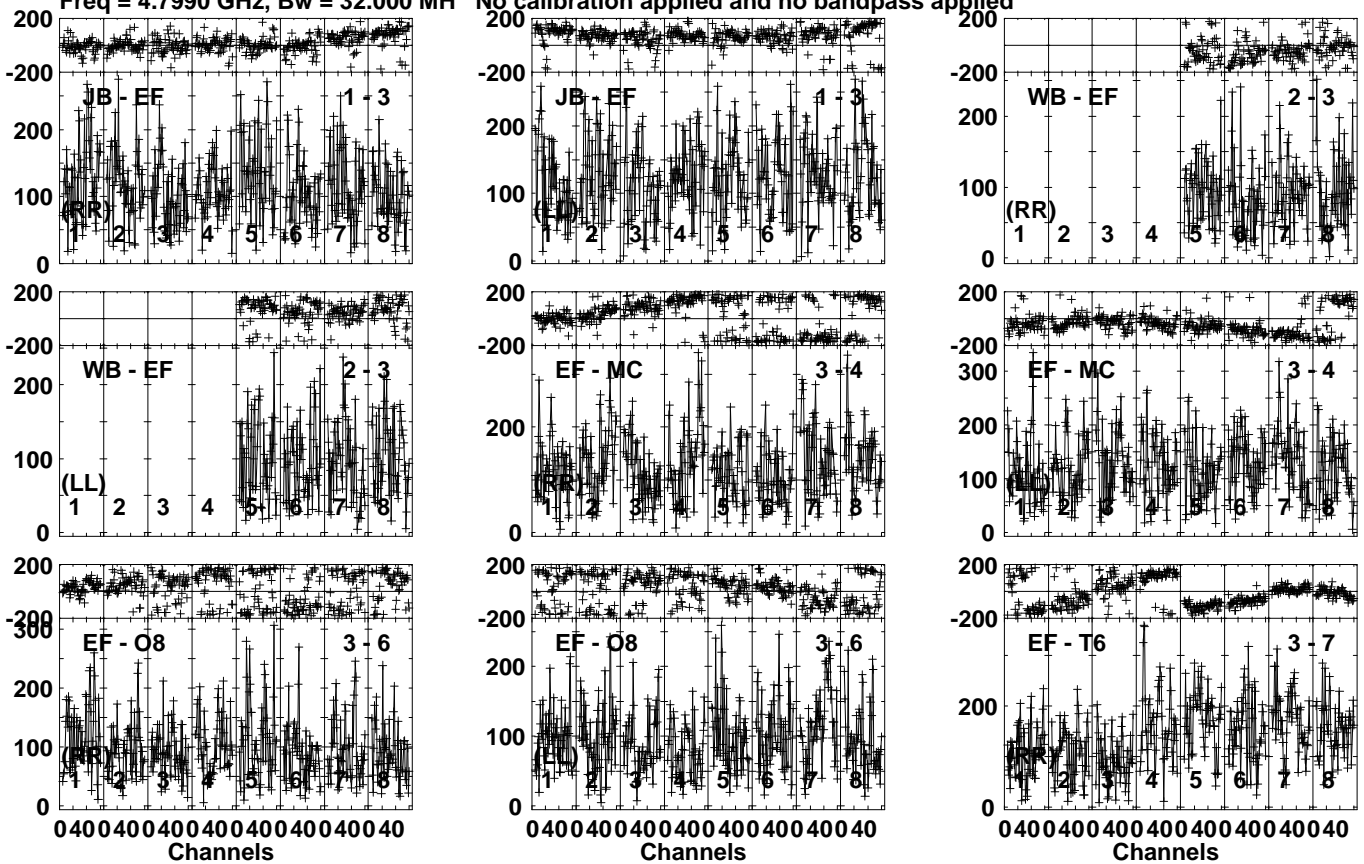 Freq = 4.7990 GHz, Bw = 32.000 MH No calibration applied and no bandpass applied
200
-200
JB - EF 1 - 3
200
100
(RR)
1 2 3 4 5 6 7 8
0
200
-200
JB - EF 1 - 3
200
100
(LL)
1 2 3 4 5 6 7 8
0
200
-200
WB - EF 2 - 3
200
100
(RR)
1 2 3 4 5 6 7 8
0
200
-200
WB - EF 2 - 3
200
100
(LL)
1 2 3 4 5 6 7 8
0
200
-200
EF - MC 3 - 4
200
(RR)
1 2 3 4 5 6 7 8
0
200
-200
300
EF - MC 3 - 4
200
100
(LL)
1 2 3 4 5 6 7 8
0
200
-200
300
EF - O8 3 - 6
200
100
(RR)
1 2 3 4 5 6 7 8
0
200
-200
EF - O8 3 - 6
200
100
(LL)
1 2 3 4 5 6 7 8
0
200
-200
EF - T6 3 - 7
200
(RR)
1 2 3 4 5 6 7 8
0
0 40 0 40 0 40 0 40 0 40 0 40 0 40 0 40
Channels
0 40 0 40 0 40 0 40 0 40 0 40 0 40 0 40
Channels
0 40 0 40 0 40 0 40 0 40 0 40 0 40 0 40
Channels